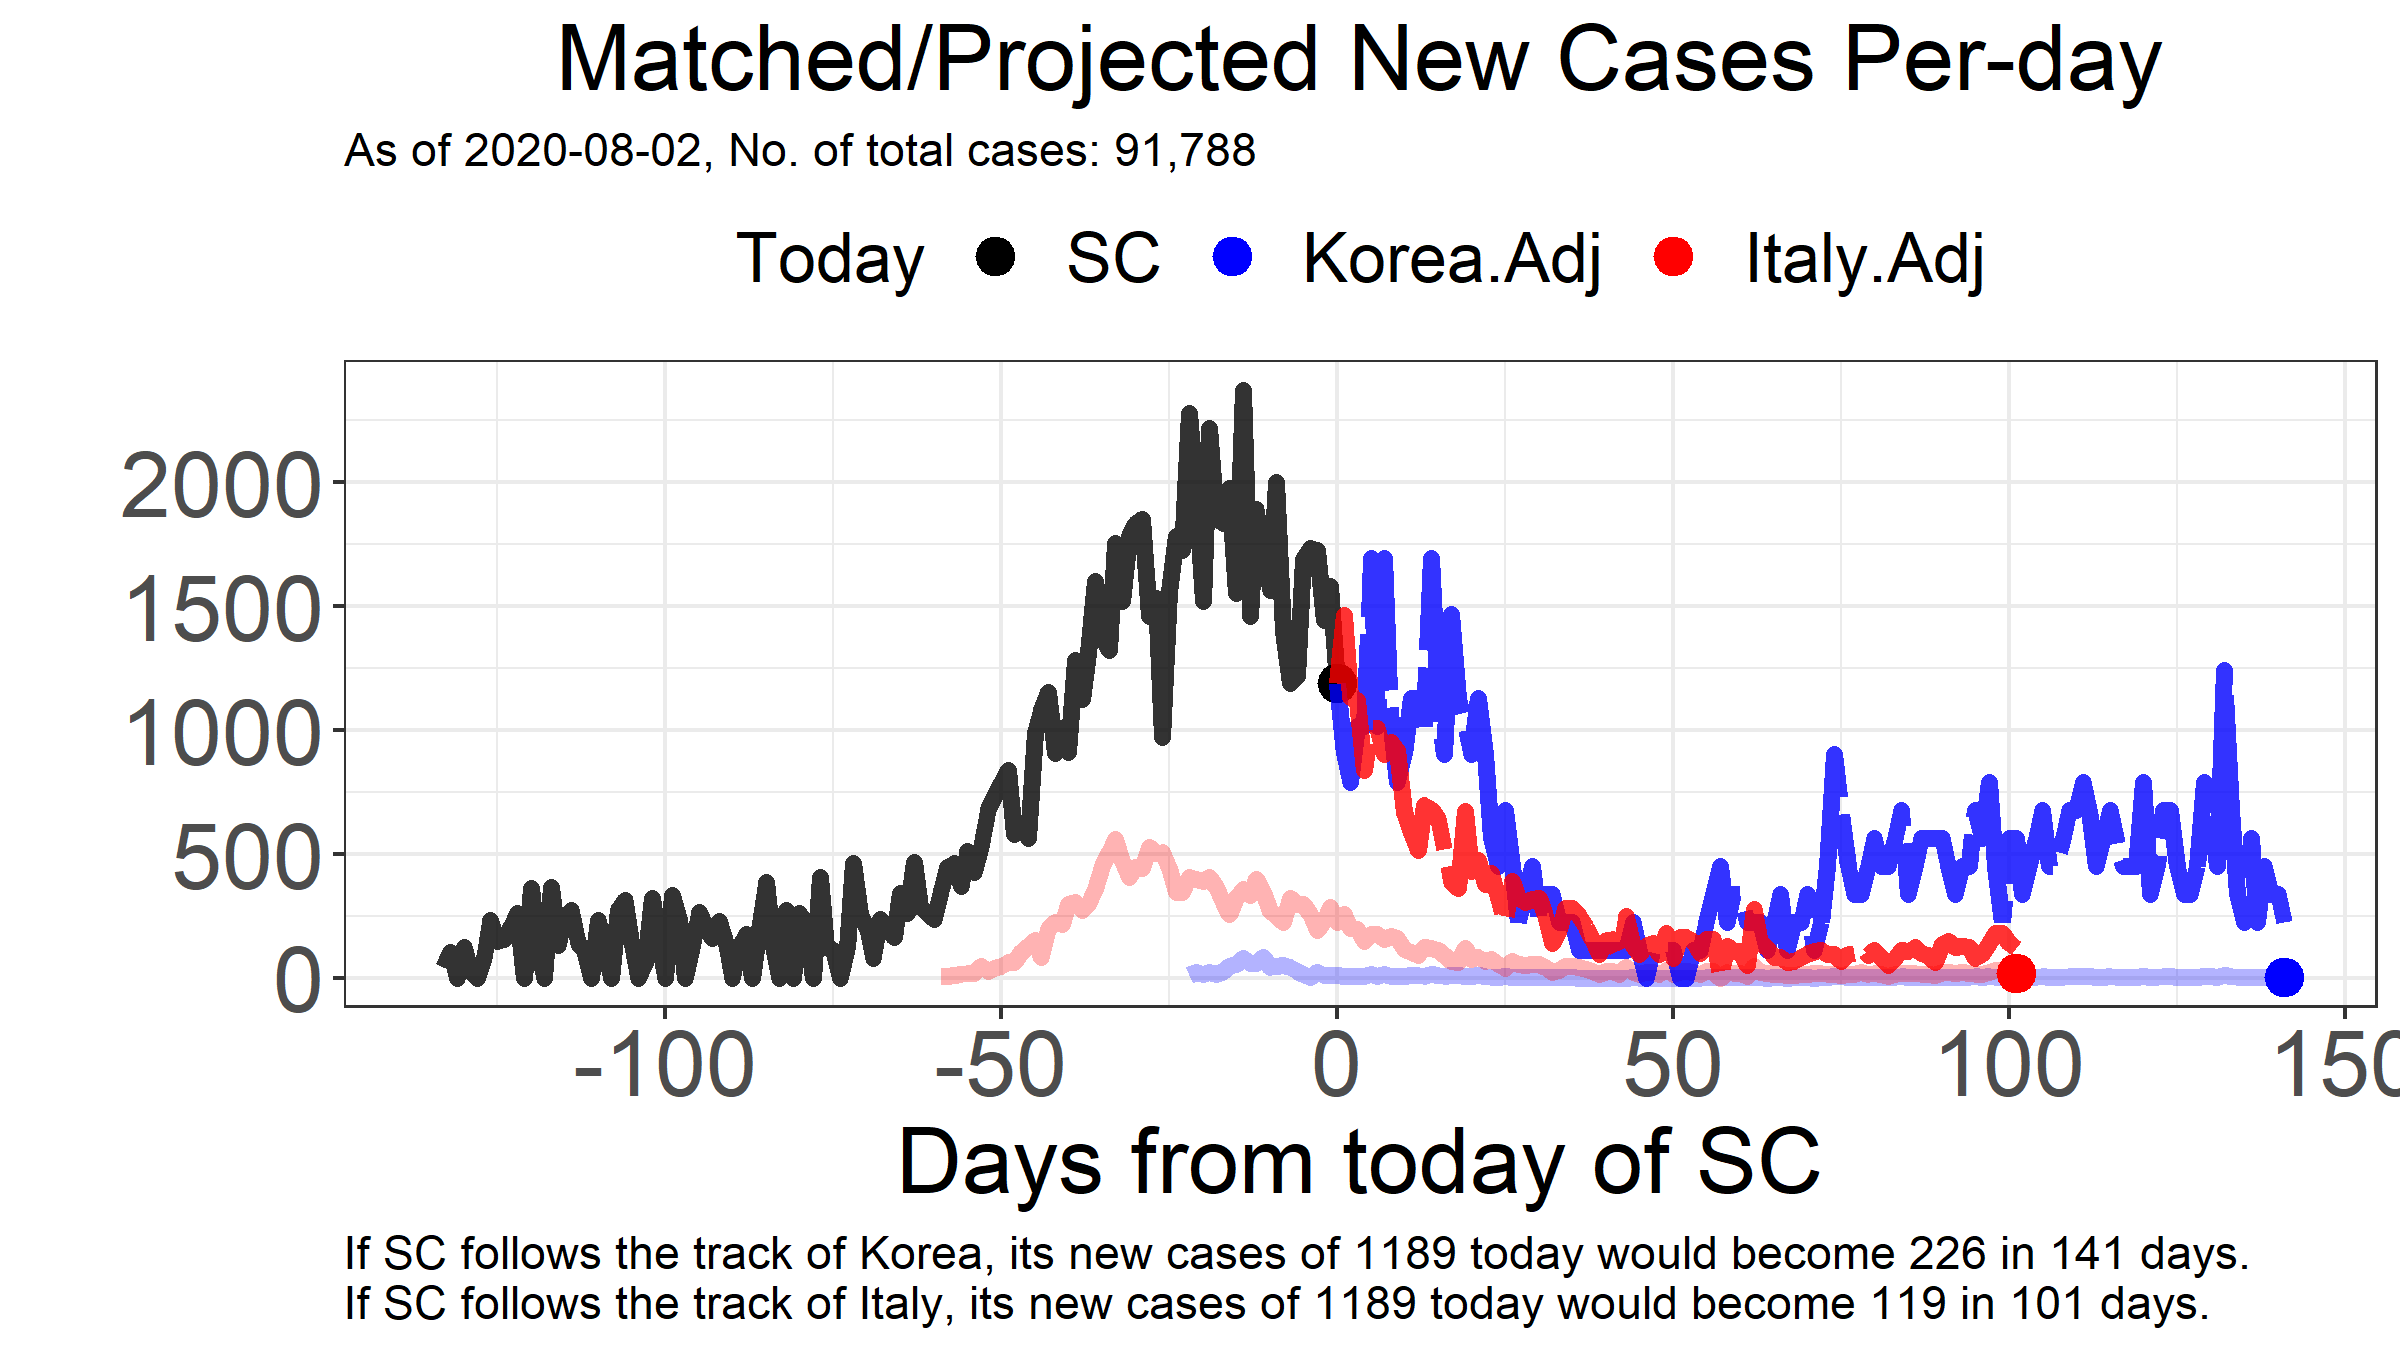 Matched/Projected New Cases Per-day
As of 2020-08-02, No. of total cases: 91,788
Today SC Korea.Adj Italy.Adj
2000
1500
1000
500
0
-100 -50 0 50 100 150
Days from today of SC
If SC follows the track of Korea, its new cases of 1189 today would become 226 in 141 days.
If SC follows the track of Italy, its new cases of 1189 today would become 119 in 101 days.